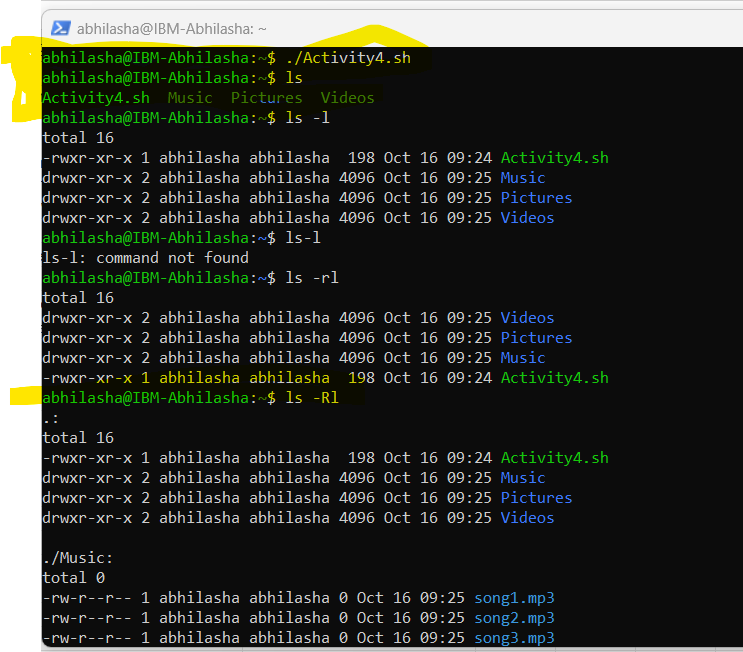 abhilasha@IBM-Abhilasha: ~
abhilasha@IBM-Abhilasha:~$ ./Activity4.sh
abhilasha@IBM-Abhilasha:~$ ls
Activity4.sh  Music  Pictures  Videos
abhilasha@IBM-Abhilasha:~$ ls -l
total 16
-rwxr-xr-x 1 abhilasha abhilasha  198 Oct 16 09:24 Activity4.sh
drwxr-xr-x 2 abhilasha abhilasha 4096 Oct 16 09:25 Music
drwxr-xr-x 2 abhilasha abhilasha 4096 Oct 16 09:25 Pictures
drwxr-xr-x 2 abhilasha abhilasha 4096 Oct 16 09:25 Videos
abhilasha@IBM-Abhilasha:~$ ls-l
ls-l: command not found
abhilasha@IBM-Abhilasha:~$ ls -rl
total 16
drwxr-xr-x 2 abhilasha abhilasha 4096 Oct 16 09:25 Videos
drwxr-xr-x 2 abhilasha abhilasha 4096 Oct 16 09:25 Pictures
drwxr-xr-x 2 abhilasha abhilasha 4096 Oct 16 09:25 Music
-rwxr-xr-x 1 abhilasha abhilasha  198 Oct 16 09:24 Activity4.sh
abhilasha@IBM-Abhilasha:~$ ls -Rl
.:
total 16
-rwxr-xr-x 1 abhilasha abhilasha  198 Oct 16 09:24 Activity4.sh
drwxr-xr-x 2 abhilasha abhilasha 4096 Oct 16 09:25 Music
drwxr-xr-x 2 abhilasha abhilasha 4096 Oct 16 09:25 Pictures
drwxr-xr-x 2 abhilasha abhilasha 4096 Oct 16 09:25 Videos
./Music:
total 0
-rw-r--r-- 1 abhilasha abhilasha 0 Oct 16 09:25 song1.mp3
-rw-r--r-- 1 abhilasha abhilasha 0 Oct 16 09:25 song2.mp3
-rw-r--r-- 1 abhilasha abhilasha 0 Oct 16 09:25 song3.mp3